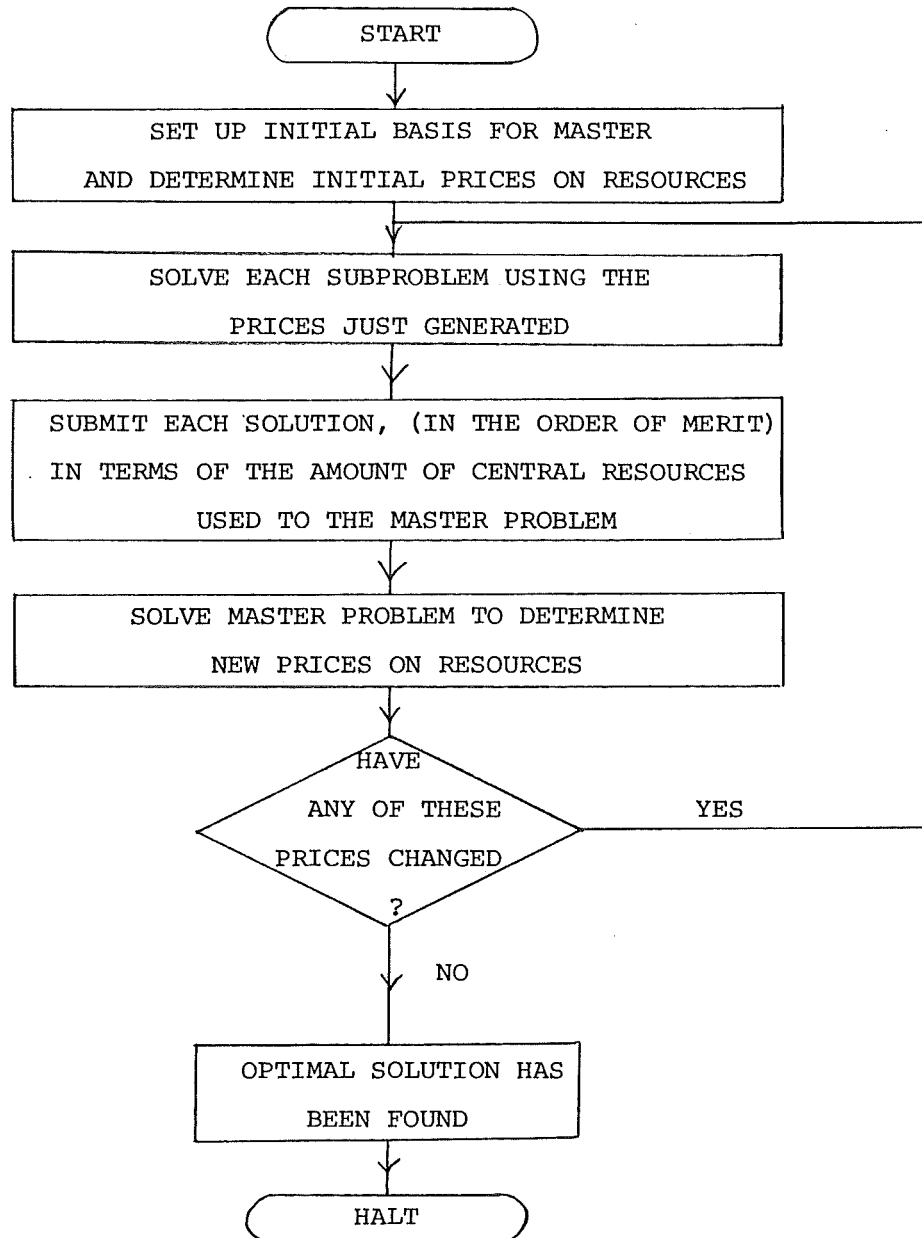 START
SET UP INITIAL BASIS FOR MASTER
AND DETERMINE INITIAL PRICES ON RESOURCES
SOLVE EACH SUBPROBLEM USING THE
PRICES JUST GENERATED
SUBMIT EACH SOLUTION, (IN THE ORDER OF MERIT)
IN TERMS OF THE AMOUNT OF CENTRAL RESOURCES
USED TO THE MASTER PROBLEM
SOLVE MASTER PROBLEM TO DETERMINE
NEW PRICES ON RESOURCES
HAVE
ANY OF THESE
PRICES CHANGED
?
YES
NO
OPTIMAL SOLUTION HAS
BEEN FOUND
HALT